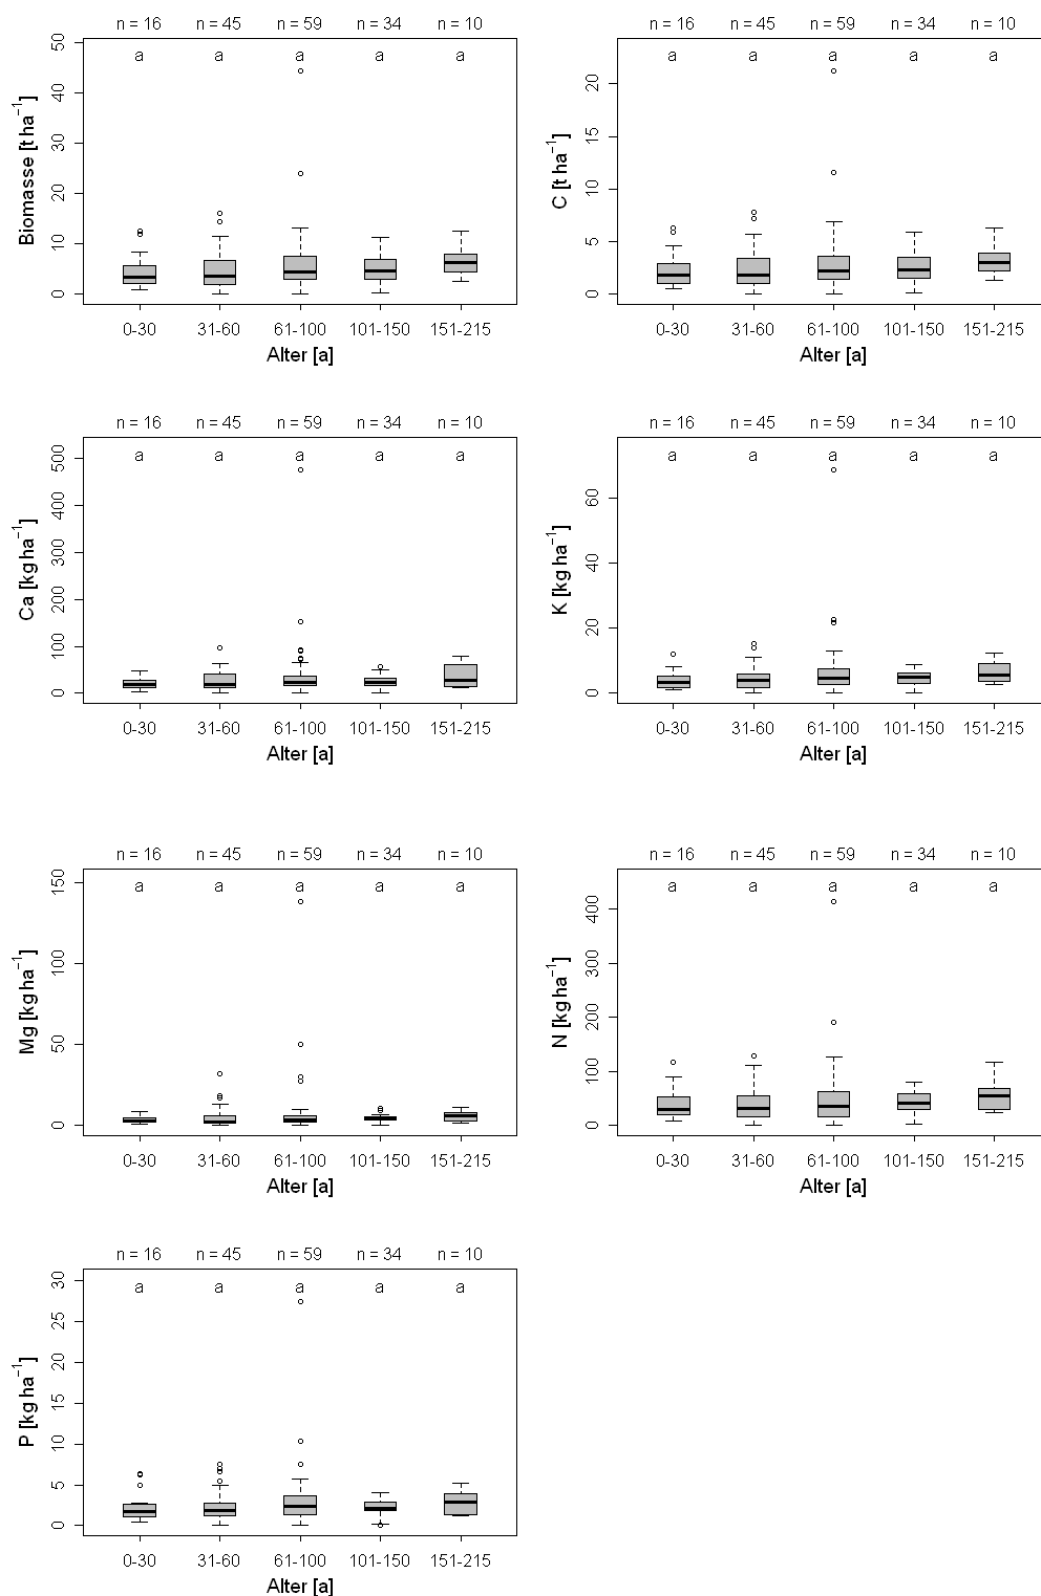 n = 16 n = 45 n = 59 n = 34 n = 10
a a a a a
Biomasse [t ha⁻¹]
50
40
30
20
10
0
0-30 31-60 61-100 101-150 151-215
Alter [a]
n = 16 n = 45 n = 59 n = 34 n = 10
a a a a a
C [t ha⁻¹]
20
15
10
5
0
0-30 31-60 61-100 101-150 151-215
Alter [a]
n = 16 n = 45 n = 59 n = 34 n = 10
a a a a a
Ca [kg ha⁻¹]
500
400
300
200
100
0
0-30 31-60 61-100 101-150 151-215
Alter [a]
n = 16 n = 45 n = 59 n = 34 n = 10
a a a a a
K [kg ha⁻¹]
60
40
20
0
0-30 31-60 61-100 101-150 151-215
Alter [a]
n = 16 n = 45 n = 59 n = 34 n = 10
a a a a a
Mg [kg ha⁻¹]
150
100
50
0
0-30 31-60 61-100 101-150 151-215
Alter [a]
n = 16 n = 45 n = 59 n = 34 n = 10
a a a a a
N [kg ha⁻¹]
400
300
200
100
0
0-30 31-60 61-100 101-150 151-215
Alter [a]
n = 16 n = 45 n = 59 n = 34 n = 10
a a a a a
P [kg ha⁻¹]
30
25
20
15
10
5
0
0-30 31-60 61-100 101-150 151-215
Alter [a]